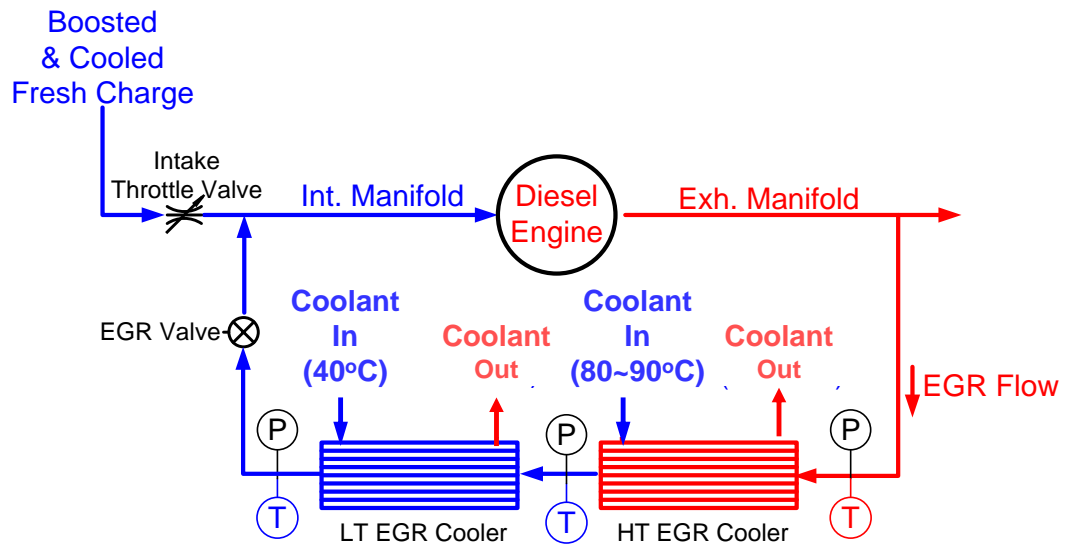 Boosted
& Cooled
Fresh Charge
Intake
Throttle Valve
Int. Manifold
Diesel
Engine
Exh. Manifold
EGR Valve
Coolant
In
(40°C)
Coolant
Out
Coolant
In
(80~90°C)
Coolant
Out
EGR Flow
P
P
P
T
T
T
LT EGR Cooler
HT EGR Cooler